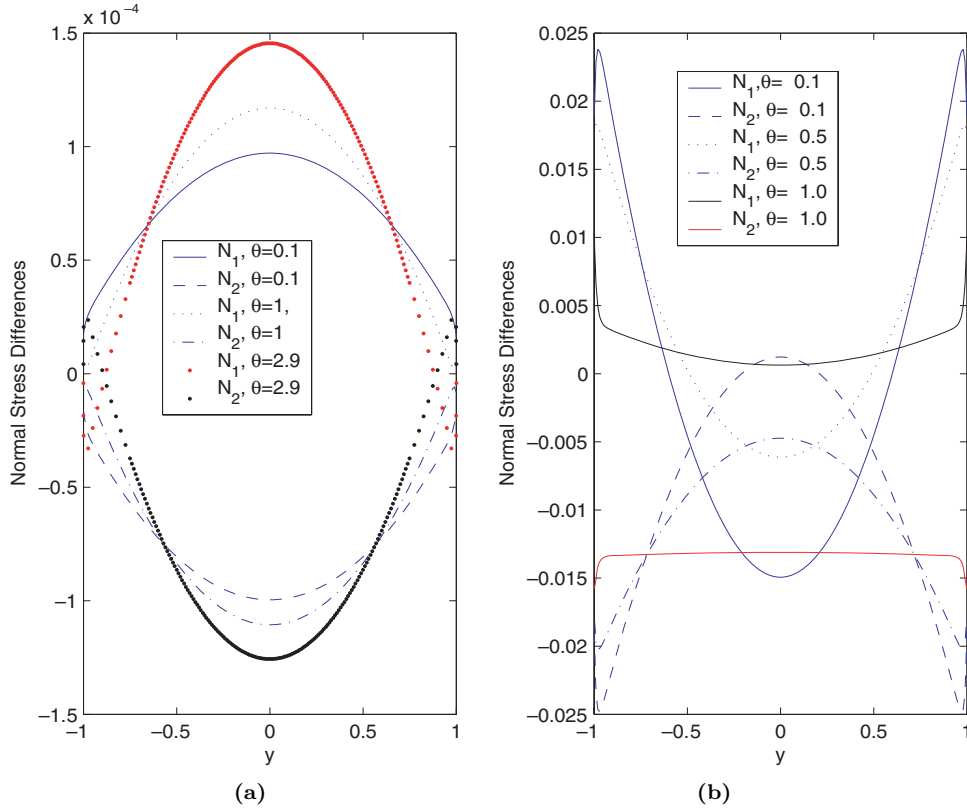 x 10–4
1.5
1
0.5
0
–0.5
–1
–1.5
Normal Stress Differences
N1, θ=0.1
N2, θ=0.1
N1, θ=1,
N2, θ=1
N1, θ=2.9
N2, θ=2.9
–1
–0.5
0
0.5
1
y
(a)
0.025
0.02
0.015
0.01
0.005
0
–0.005
–0.01
–0.015
–0.02
–0.025
Normal Stress Differences
N1,θ= 0.1
N2, θ= 0.1
N1, θ= 0.5
N2, θ= 0.5
N1, θ= 1.0
N2, θ= 1.0
–1
–0.5
0
0.5
1
y
(b)